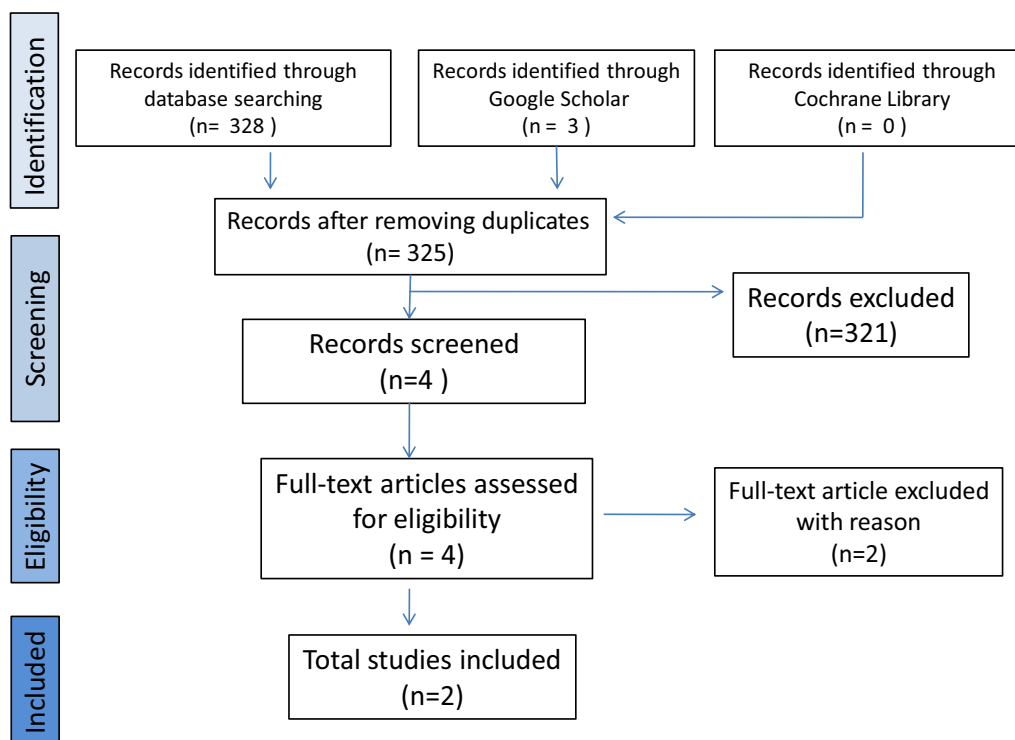 Identification
Records identified through
database searching
(n= 328 )
Records identified through
Google Scholar
(n = 3 )
Records identified through
Cochrane Library
(n = 0 )
Records after removing duplicates
(n= 325)
Screening
Records excluded
(n=321)
Records screened
(n=4 )
Eligibility
Full-text articles assessed
for eligibility
(n = 4)
Full-text article excluded
with reason
(n=2)
Included
Total studies included
(n=2)